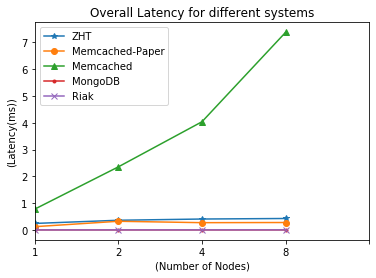 Overall Latency for different systems
ZHT
Memcached-Paper
Memcached
MongoDB
Riak
(Latency(ms))
7
6
5
4
3
2
1
0
1 2 4 8
(Number of Nodes)